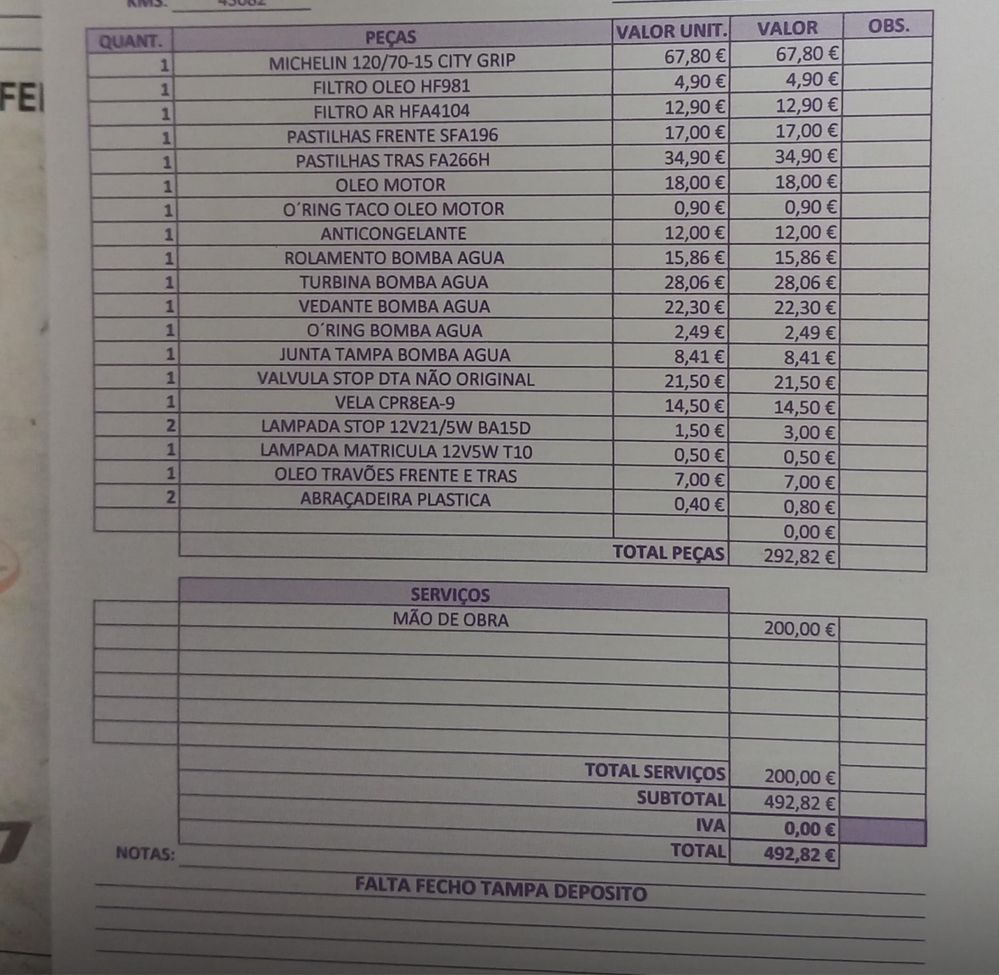 KMS: 45082
QUANT. PEÇAS VALOR UNIT. VALOR OBS.
1 MICHELIN 120/70-15 CITY GRIP 67,80 € 67,80 €
1 FILTRO OLEO HF981 4,90 € 4,90 €
1 FILTRO AR HFA4104 12,90 € 12,90 €
1 PASTILHAS FRENTE SFA196 17,00 € 17,00 €
1 PASTILHAS TRAS FA266H 34,90 € 34,90 €
1 OLEO MOTOR 18,00 € 18,00 €
1 O´RING TACO OLEO MOTOR 0,90 € 0,90 €
1 ANTICONGELANTE 12,00 € 12,00 €
1 ROLAMENTO BOMBA AGUA 15,86 € 15,86 €
1 TURBINA BOMBA AGUA 28,06 € 28,06 €
1 VEDANTE BOMBA AGUA 22,30 € 22,30 €
1 O´RING BOMBA AGUA 2,49 € 2,49 €
1 JUNTA TAMPA BOMBA AGUA 8,41 € 8,41 €
1 VALVULA STOP DTA NÃO ORIGINAL 21,50 € 21,50 €
1 VELA CPR8EA-9 14,50 € 14,50 €
2 LAMPADA STOP 12V21/5W BA15D 1,50 € 3,00 €
1 LAMPADA MATRICULA 12V5W T10 0,50 € 0,50 €
1 OLEO TRAVÕES FRENTE E TRAS 7,00 € 7,00 €
2 ABRAÇADEIRA PLASTICA 0,40 € 0,80 €
0,00 €
TOTAL PEÇAS 292,82 €
SERVIÇOS
MÃO DE OBRA 200,00 €
TOTAL SERVIÇOS 200,00 €
SUBTOTAL 492,82 €
IVA 0,00 €
TOTAL 492,82 €
NOTAS:
FALTA FECHO TAMPA DEPOSITO